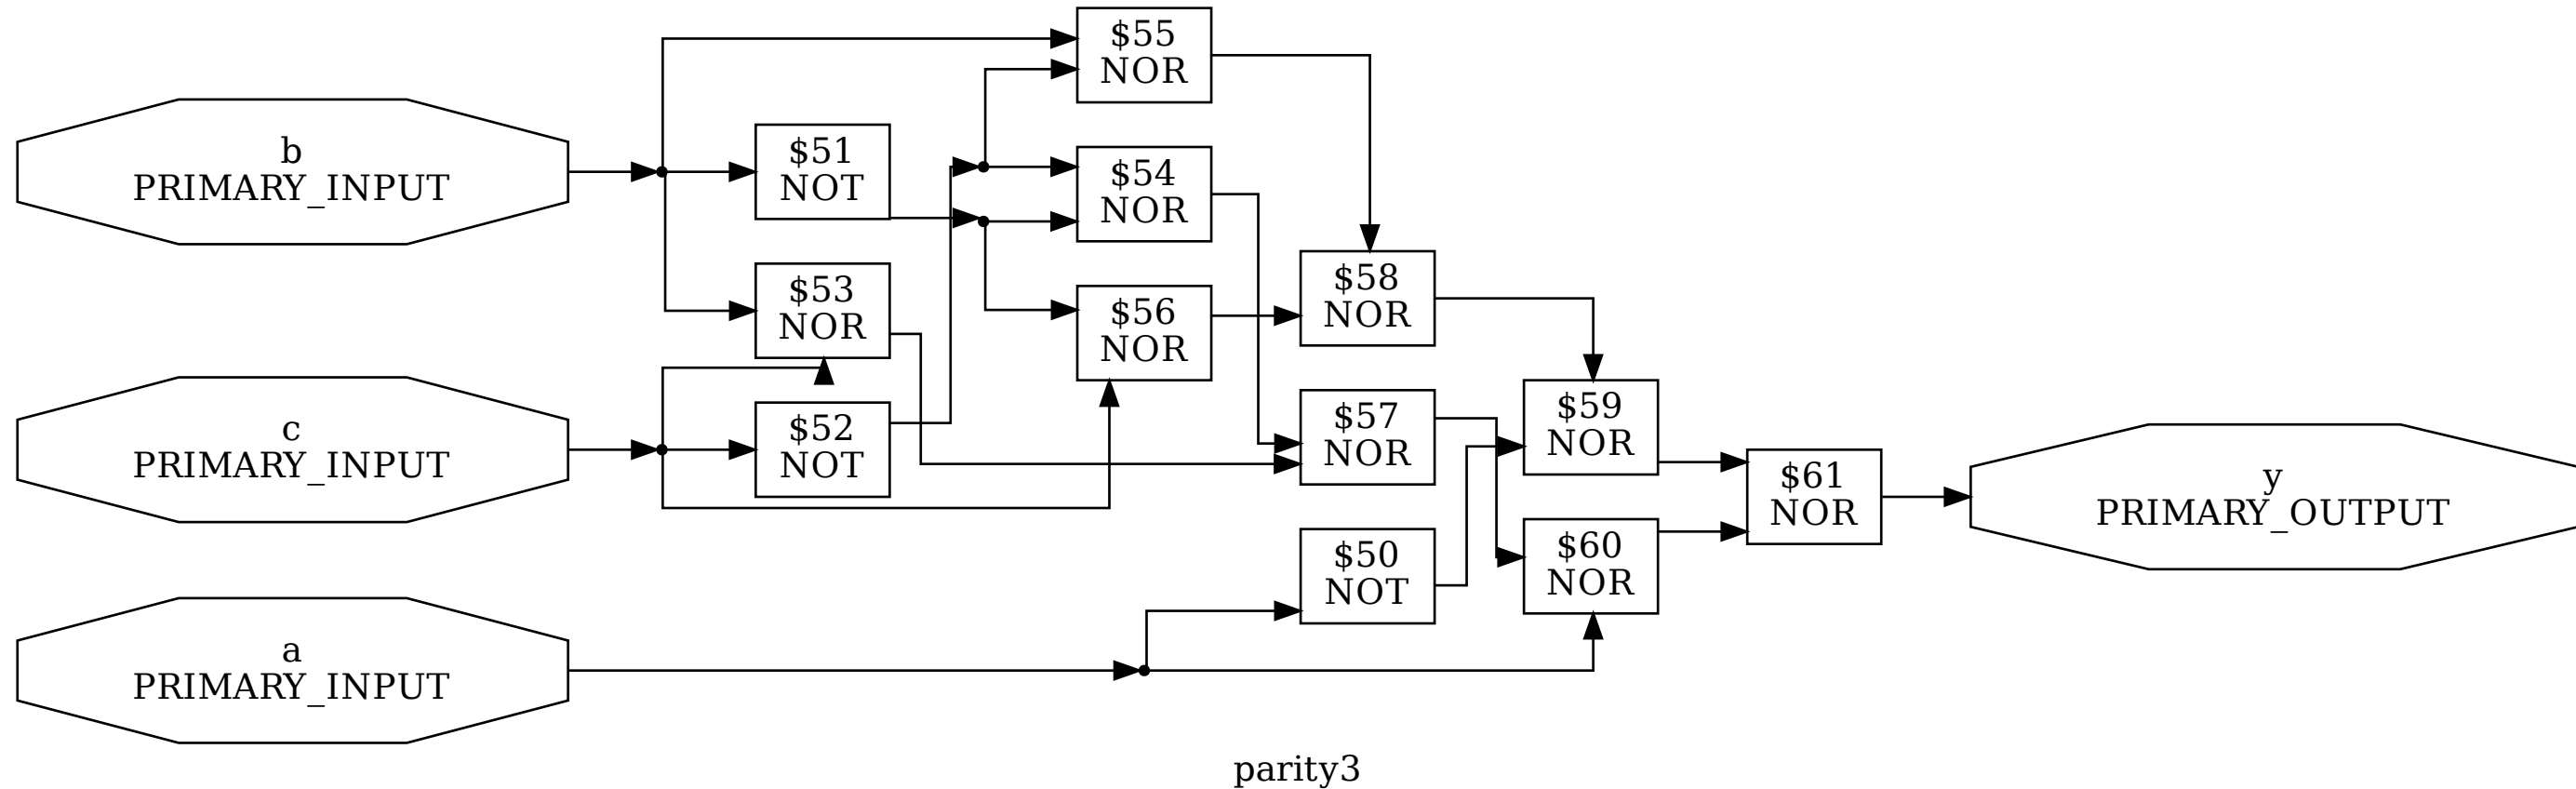 $55
NOR
b
PRIMARY_INPUT
$51
NOT
$54
NOR
$53
NOR
$56
NOR
$58
NOR
c
PRIMARY_INPUT
$52
NOT
$57
NOR
$59
NOR
$61
NOR
y
PRIMARY_OUTPUT
$50
NOT
$60
NOR
a
PRIMARY_INPUT
parity3